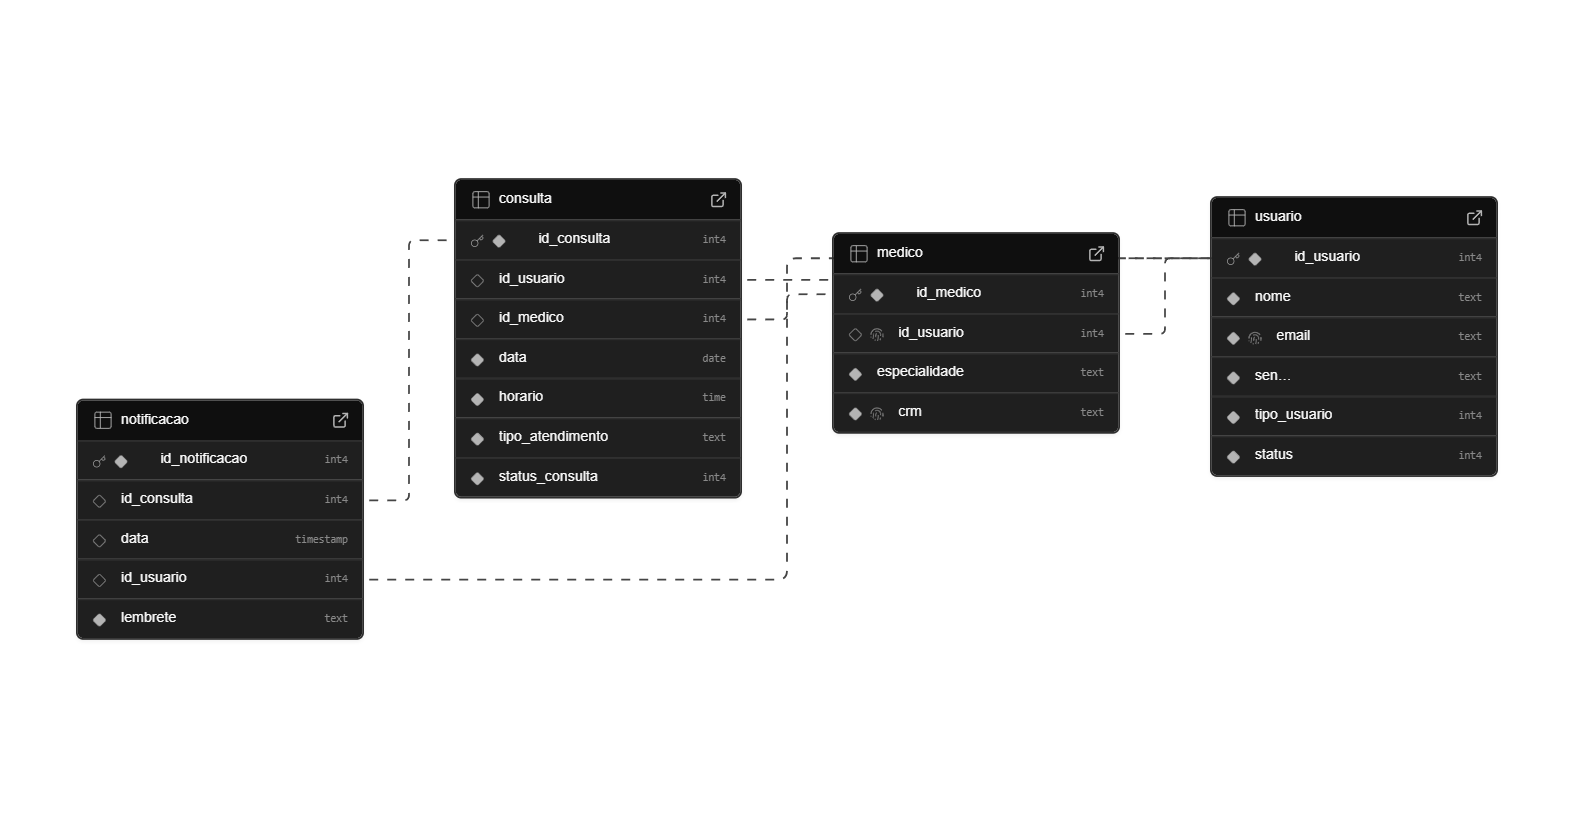 consulta
id_consulta int4
id_usuario int4
id_medico int4
data date
horario time
tipo_atendimento text
status_consulta int4
medico
id_medico int4
id_usuario int4
especialidade text
crm text
usuario
id_usuario int4
nome text
email text
sen... text
tipo_usuario int4
status int4
notificacao
id_notificacao int4
id_consulta int4
data timestamp
id_usuario int4
lembrete text